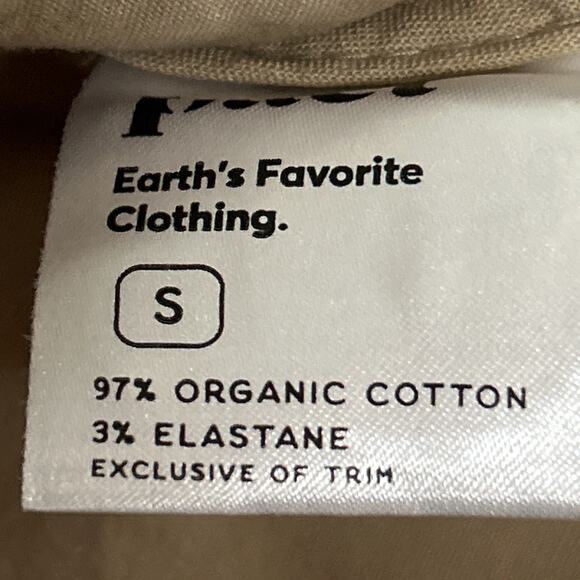 Earth's Favorite
Clothing.
S
97% ORGANIC COTTON
3% ELASTANE
EXCLUSIVE OF TRIM